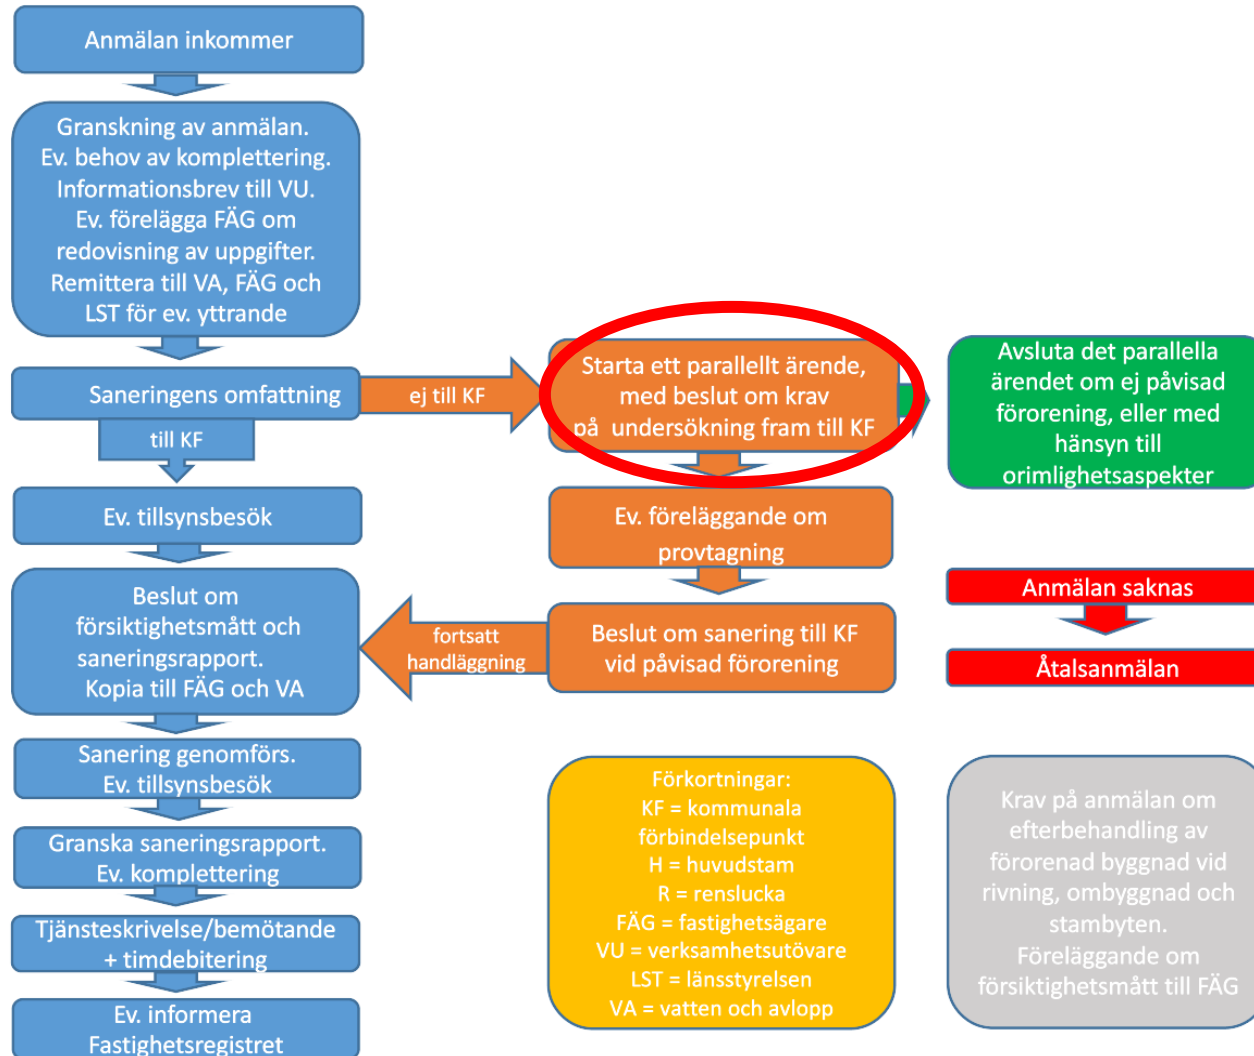 Anmälan inkommer
Granskning av anmälan.
Ev. behov av komplettering.
Informationsbrev till VU.
Ev. förelägga FÄG om
redovisning av uppgifter.
Remittera till VA, FÄG och
LST för ev. yttrande
Saneringens omfattning
ej till KF
till KF
Starta ett parallellt ärende,
med beslut om krav
på undersökning fram till KF
Avsluta det parallella
ärendet om ej påvisad
förorening, eller med
hänsyn till
orimlighetsaspekter
Ev. tillsynsbesök
Ev. föreläggande om
provtagning
Beslut om
försiktighetsmått och
saneringsrapport.
Kopia till FÄG och VA
fortsatt
handläggning
Beslut om sanering till KF
vid påvisad förorening
Anmälan saknas
Åtalsanmälan
Sanering genomförs.
Ev. tillsynsbesök
Granska saneringsrapport.
Ev. komplettering
Tjänsteskrivelse/bemötande
+ timdebitering
Ev. informera
Fastighetsregistret
Förkortningar:
KF = kommunala
förbindelsepunkt
H = huvudstam
R = renslucka
FÄG = fastighetsägare
VU = verksamhetsutövare
LST = länsstyrelsen
VA = vatten och avlopp
Krav på anmälan om
efterbehandling av
förorenad byggnad vid
rivning, ombyggnad och
stambyten.
Föreläggande om
försiktighetsmått till FÄG